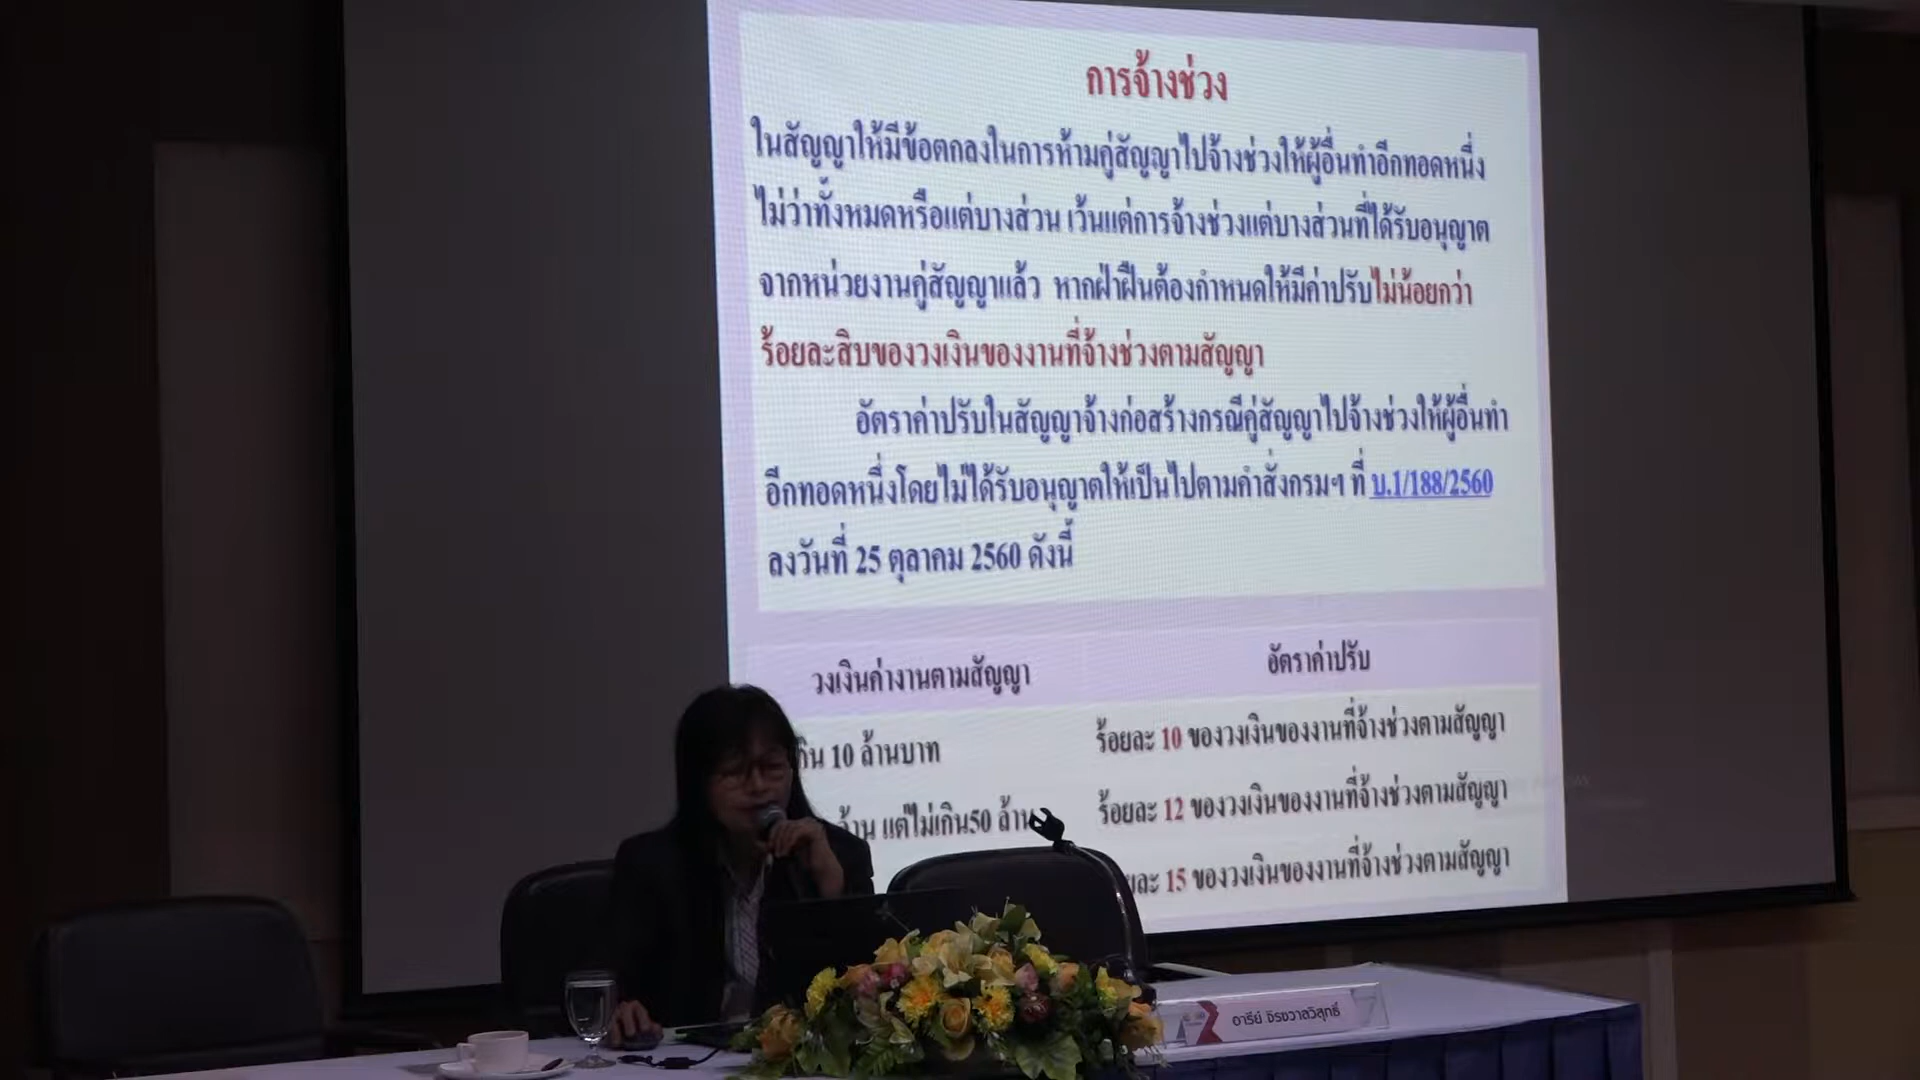 การจ้างช่วง
ในสัญญาให้มีข้อตกลงในการห้ามคู่สัญญาไปจ้างช่วงให้ผู้อื่นทำอีกทอดหนึ่ง
ไม่ว่าทั้งหมดหรือแต่บางส่วน เว้นแต่การจ้างช่วงแต่บางส่วนที่ได้รับอนุญาต
จากหน่วยงานคู่สัญญาแล้ว หากฝ่าฝืนต้องกำหนดให้มีค่าปรับไม่น้อยกว่า
ร้อยละสิบของวงเงินของงานที่จ้างช่วงตามสัญญา
อัตราค่าปรับในสัญญาจ้างก่อสร้างกรณีคู่สัญญาไปจ้างช่วงให้ผู้อื่นทำ
อีกทอดหนึ่งโดยไม่ได้รับอนุญาตให้เป็นไปตามคำสั่งกรมฯ ที่ บ.1/188/2560
ลงวันที่ 25 ตุลาคม 2560 ดังนี้
วงเงินค่างานตามสัญญา อัตราค่าปรับ
10 ล้านบาท ร้อยละ 10 ของวงเงินของงานที่จ้างช่วงตามสัญญา
ล้าน แต่ไม่เกิน50 ล้าน ร้อยละ 12 ของวงเงินของงานที่จ้างช่วงตามสัญญา
15 ของวงเงินของงานที่จ้างช่วงตามสัญญา
อารีย์ จิรชวาลวิสุทธิ์